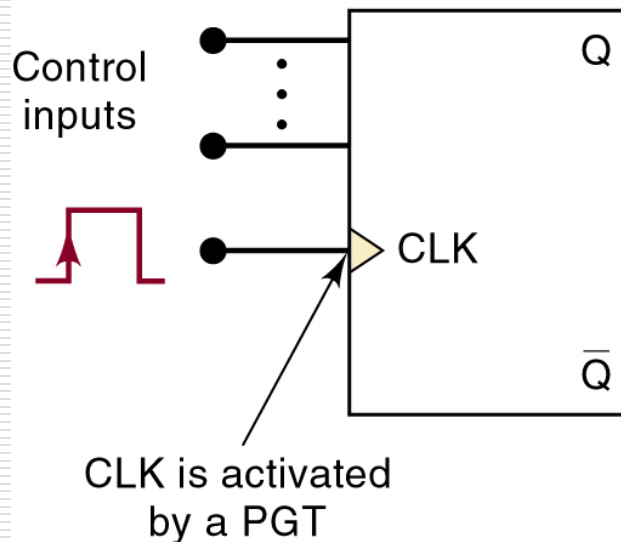 Control
inputs
Q
CLK
Q̅
CLK is activated
by a PGT